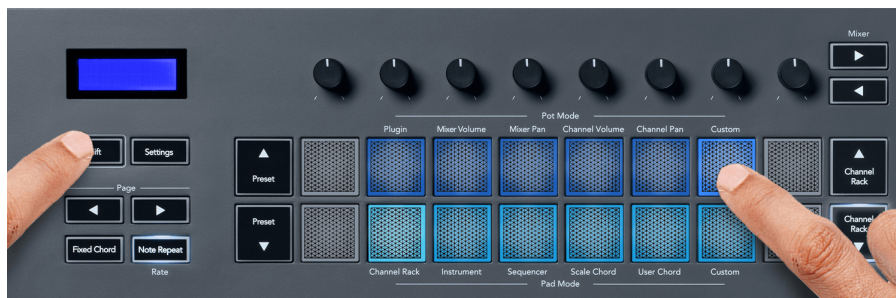 Mixer
Pot Mode
Plugin Mixer Volume Mixer Pan Channel Volume Channel Pan Custom
ift Settings
Preset
Channel
Rack
Page
Preset
Channel
Rack
Fixed Chord Note Repeat
Rate
Channel Rack Instrument Sequencer Scale Chord User Chord Custom
Pad Mode